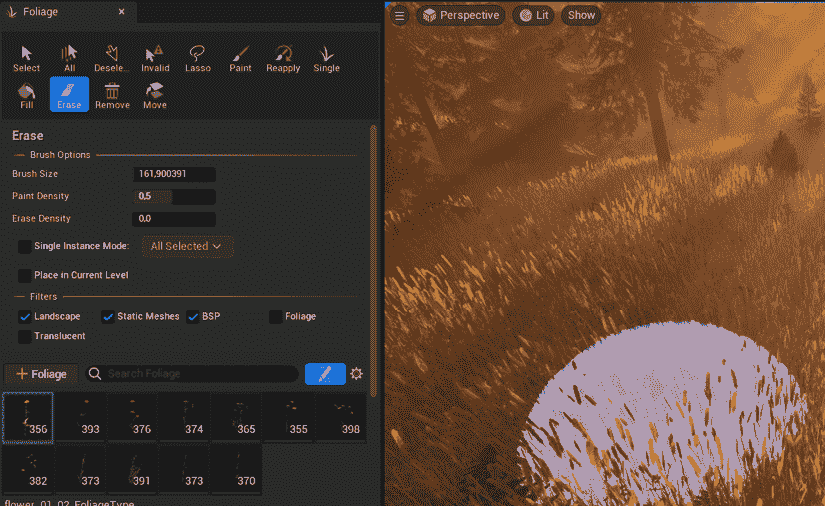 Foliage ×
Perspective Lit Show
Select All Desele... Invalid Lasso Paint Reapply Single
Fill Erase Remove Move
Erase
Brush Options
Brush Size 161,900391
Paint Density 0,5
Erase Density 0,0
Single Instance Mode: All Selected
Place in Current Level
Filters
Landscape Static Meshes BSP Foliage
Translucent
+ Foliage Search Foliage
356 393 376 374 365 355 398
382 373 391 373 370
flower_01_02_FoliageType